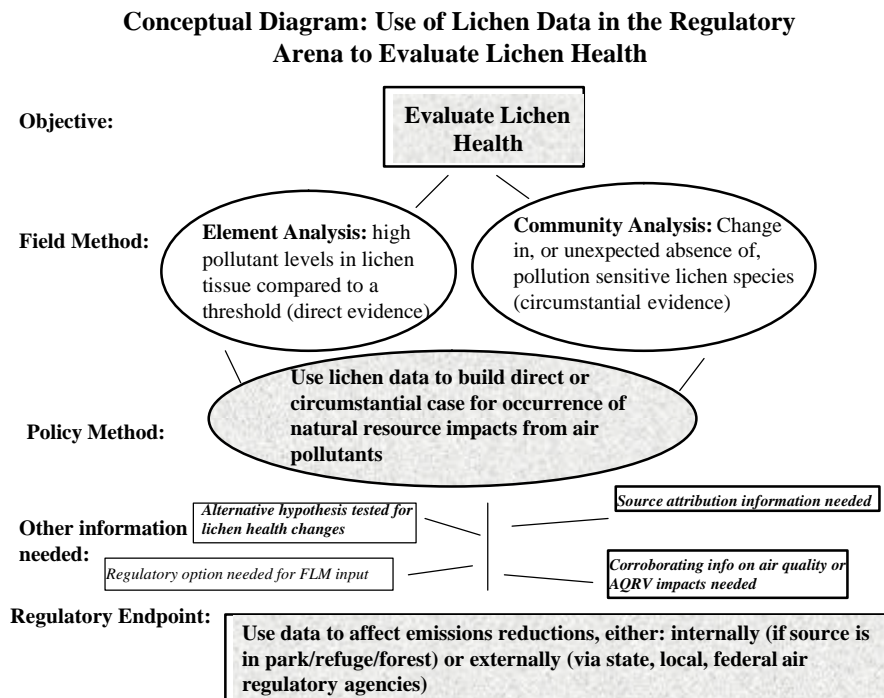 Conceptual Diagram: Use of Lichen Data in the Regulatory
Arena to Evaluate Lichen Health
Objective:
Evaluate Lichen
Health
Field Method:
Element Analysis: high
pollutant levels in lichen
tissue compared to a
threshold (direct evidence)
Community Analysis: Change
in, or unexpected absence of,
pollution sensitive lichen species
(circumstantial evidence)
Policy Method:
Use lichen data to build direct or
circumstantial case for occurrence of
natural resource impacts from air
pollutants
Other information
needed:
Alternative hypothesis tested for
lichen health changes
Source attribution information needed
Regulatory option needed for FLM input
Corroborating info on air quality or
AQRV impacts needed
Regulatory Endpoint:
Use data to affect emissions reductions, either: internally (if source is
in park/refuge/forest) or externally (via state, local, federal air
regulatory agencies)